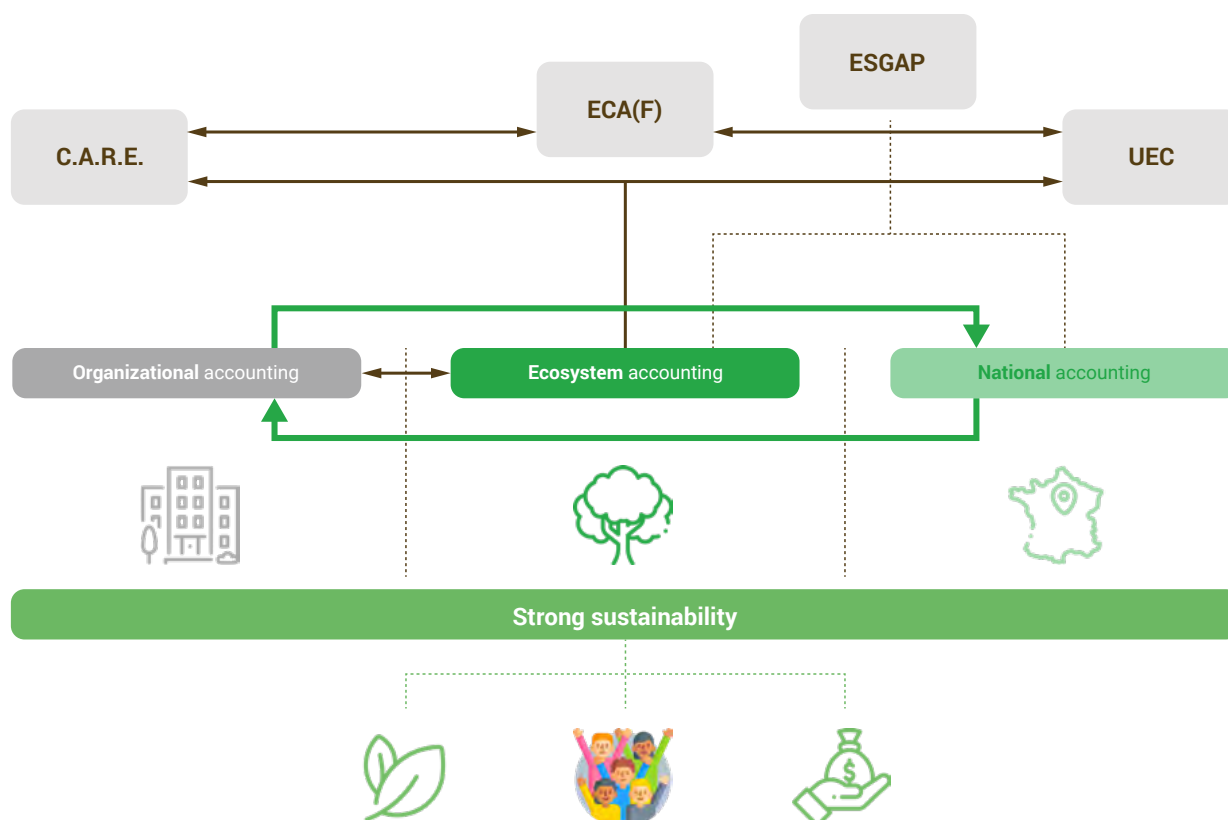 ESGAP
ECA(F)
C.A.R.E.
UEC
Organizational accounting
Ecosystem accounting
National accounting
Strong sustainability
$